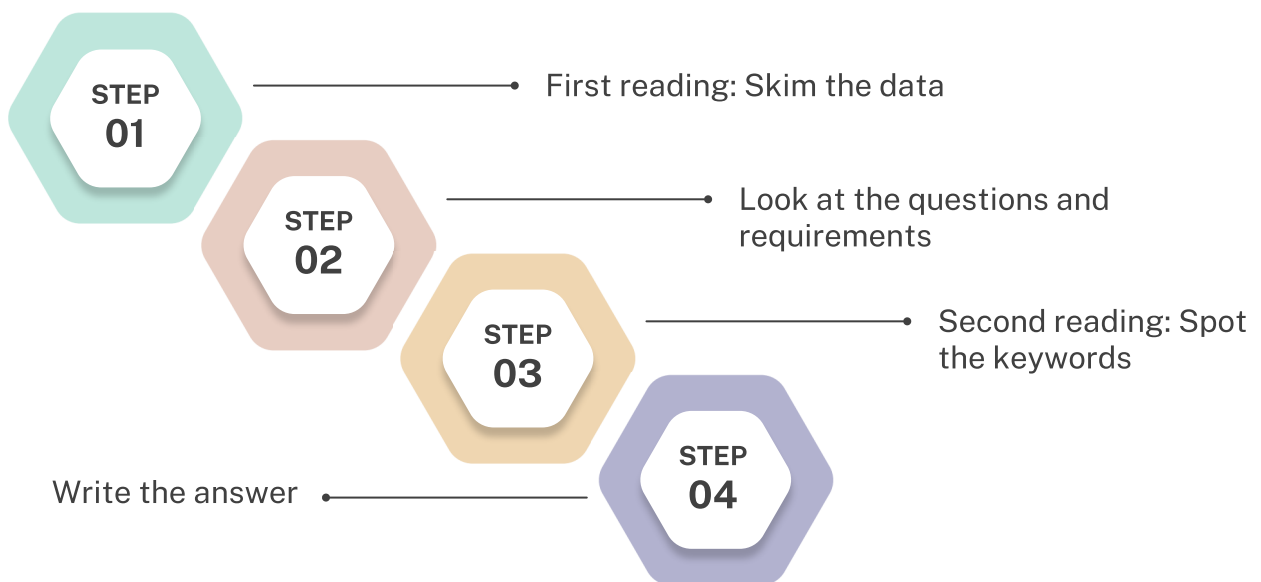 STEP
01
First reading: Skim the data
STEP
02
Look at the questions and
requirements
STEP
03
Second reading: Spot
the keywords
STEP
04
Write the answer